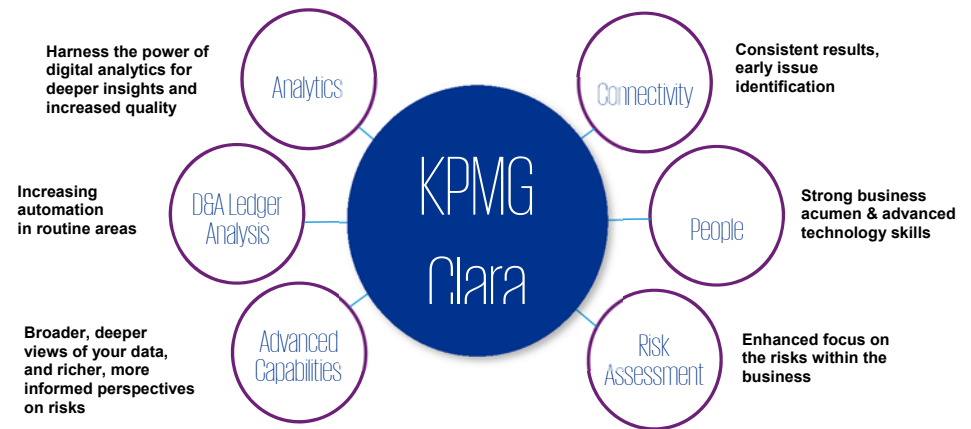 Harness the power of
digital analytics for
deeper insights and
increased quality
Analytics
Increasing
automation
in routine areas
D&A Ledger
Analysis
Broader, deeper
views of your data,
and richer, more
informed perspectives
on risks
Advanced
Capabilities
KPMG
Clara
Connectivity
Consistent results,
early issue
identification
People
Strong business
acumen & advanced
technology skills
Risk
Assessment
Enhanced focus on
the risks within the
business